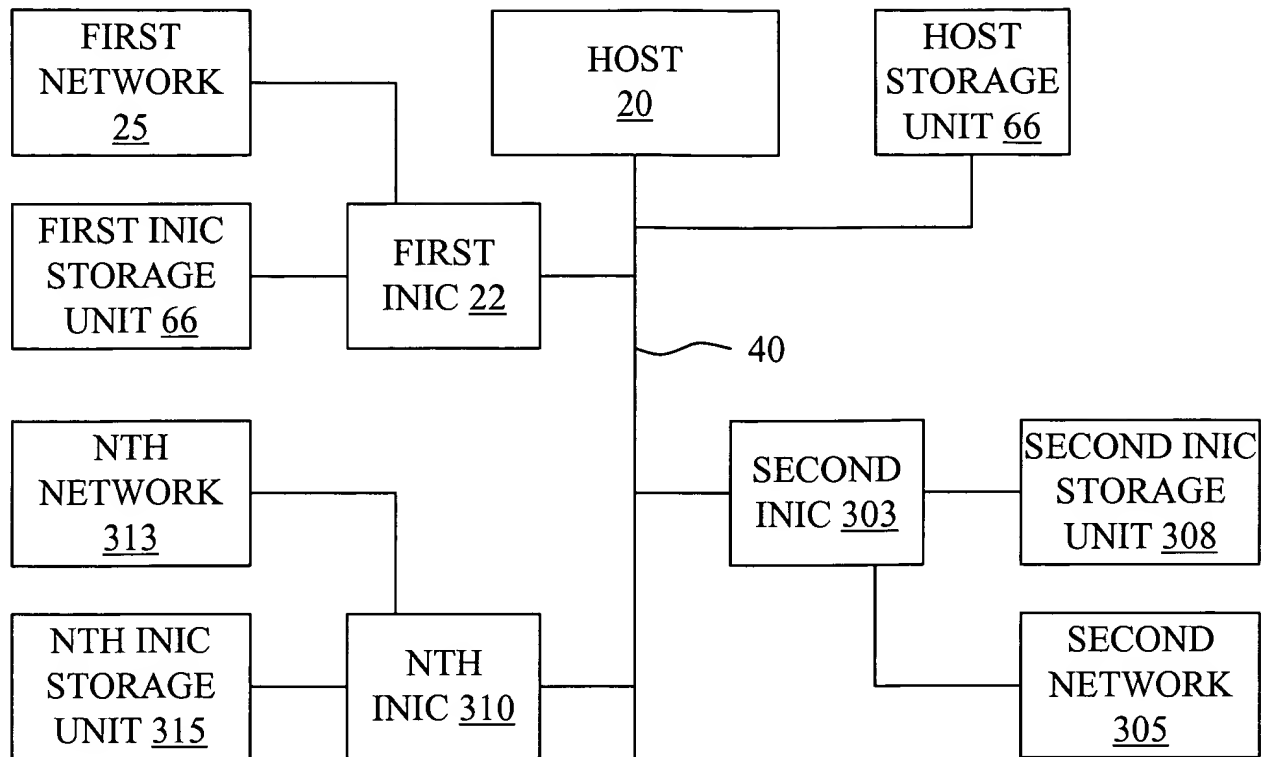 FIRST
NETWORK
25
HOST
20
HOST
STORAGE
UNIT 66
FIRST INIC
STORAGE
UNIT 66
FIRST
INIC 22
40
NTH
NETWORK
313
SECOND
INIC 303
SECOND INIC
STORAGE
UNIT 308
NTH INIC
STORAGE
UNIT 315
NTH
INIC 310
SECOND
NETWORK
305